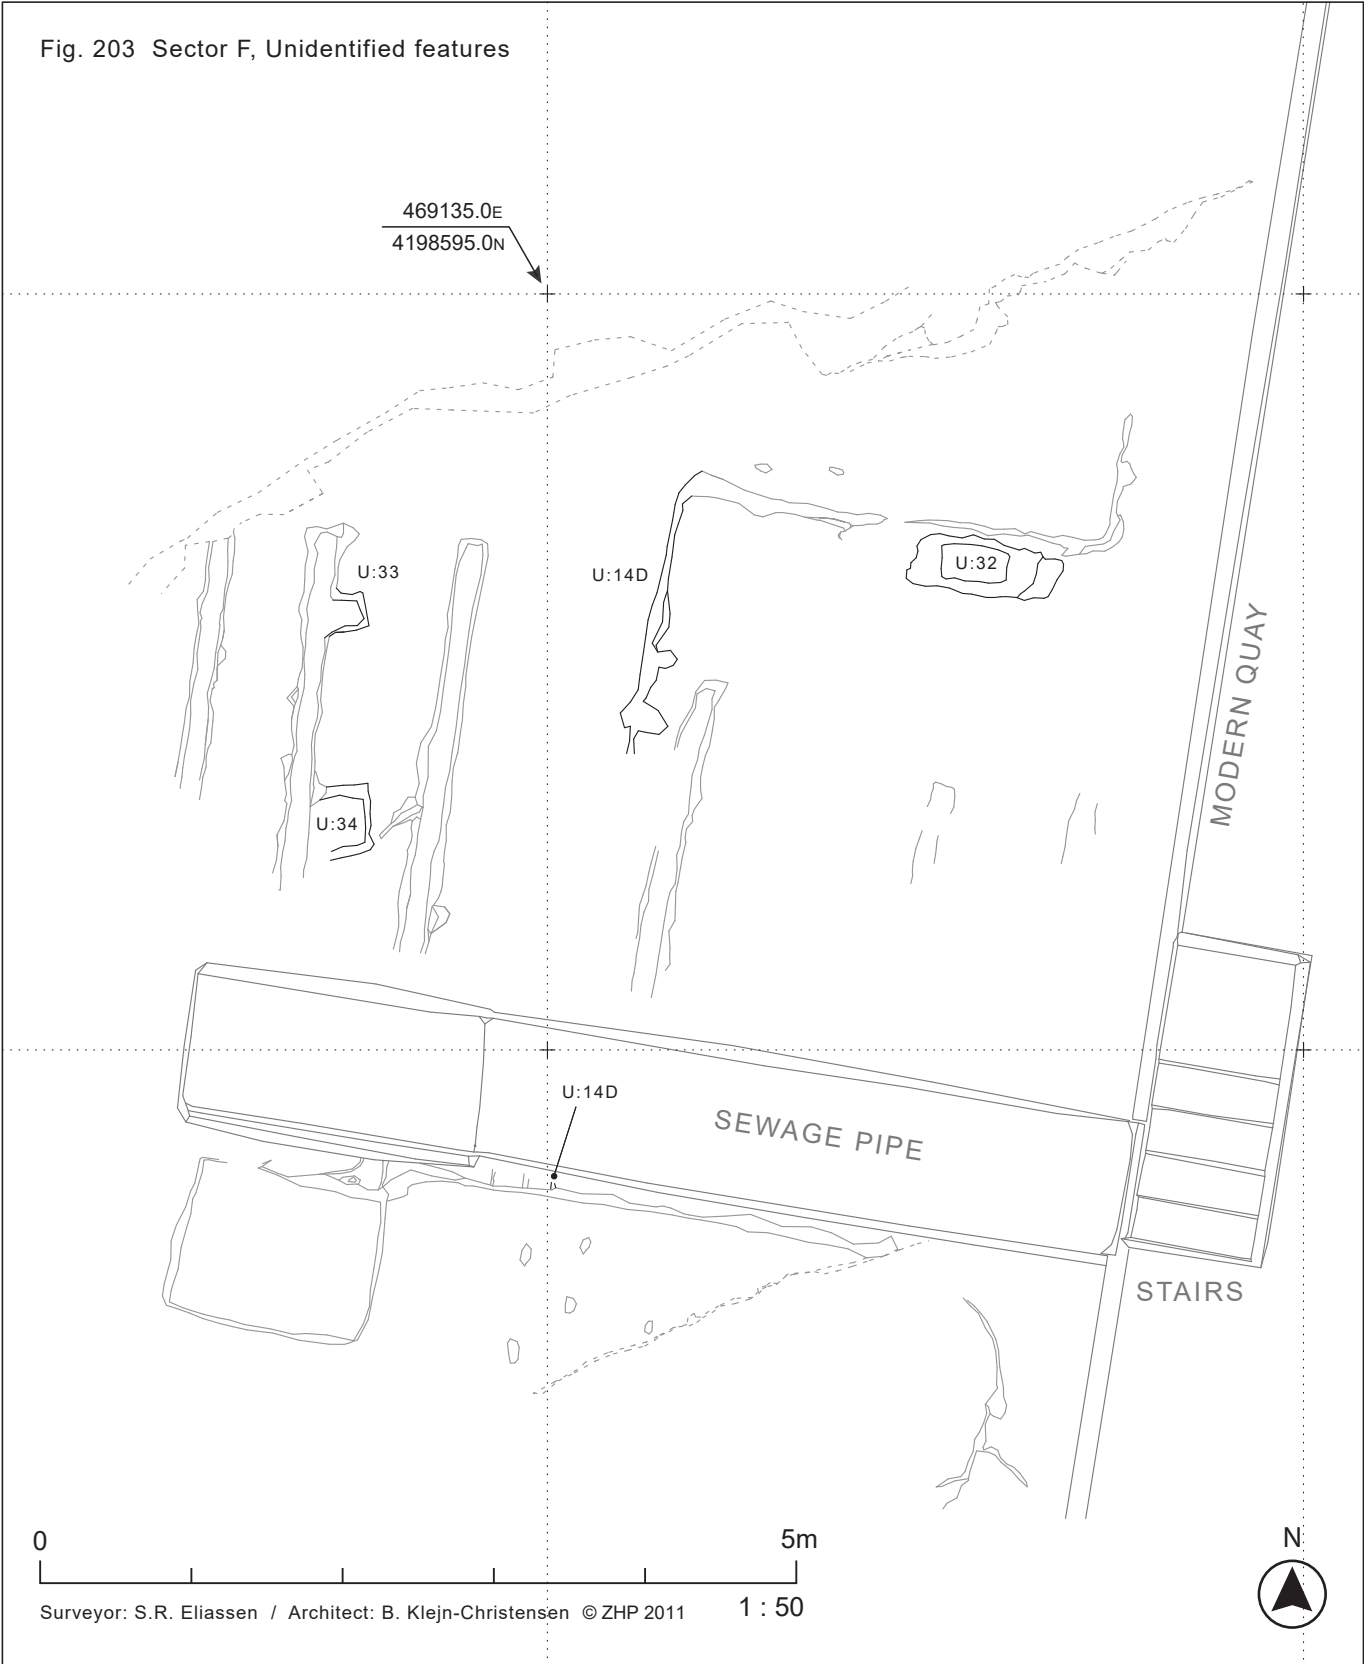 Fig. 203 Sector F, Unidentified features
469135.0E
4198595.0N
U:33
U:14D
U:32
MODERN QUAY
U:34
U:14D
SEWAGE PIPE
STAIRS
0
5m
N
Surveyor: S.R. Eliassen / Architect: B. Klejn-Christensen © ZHP 2011
1 : 50